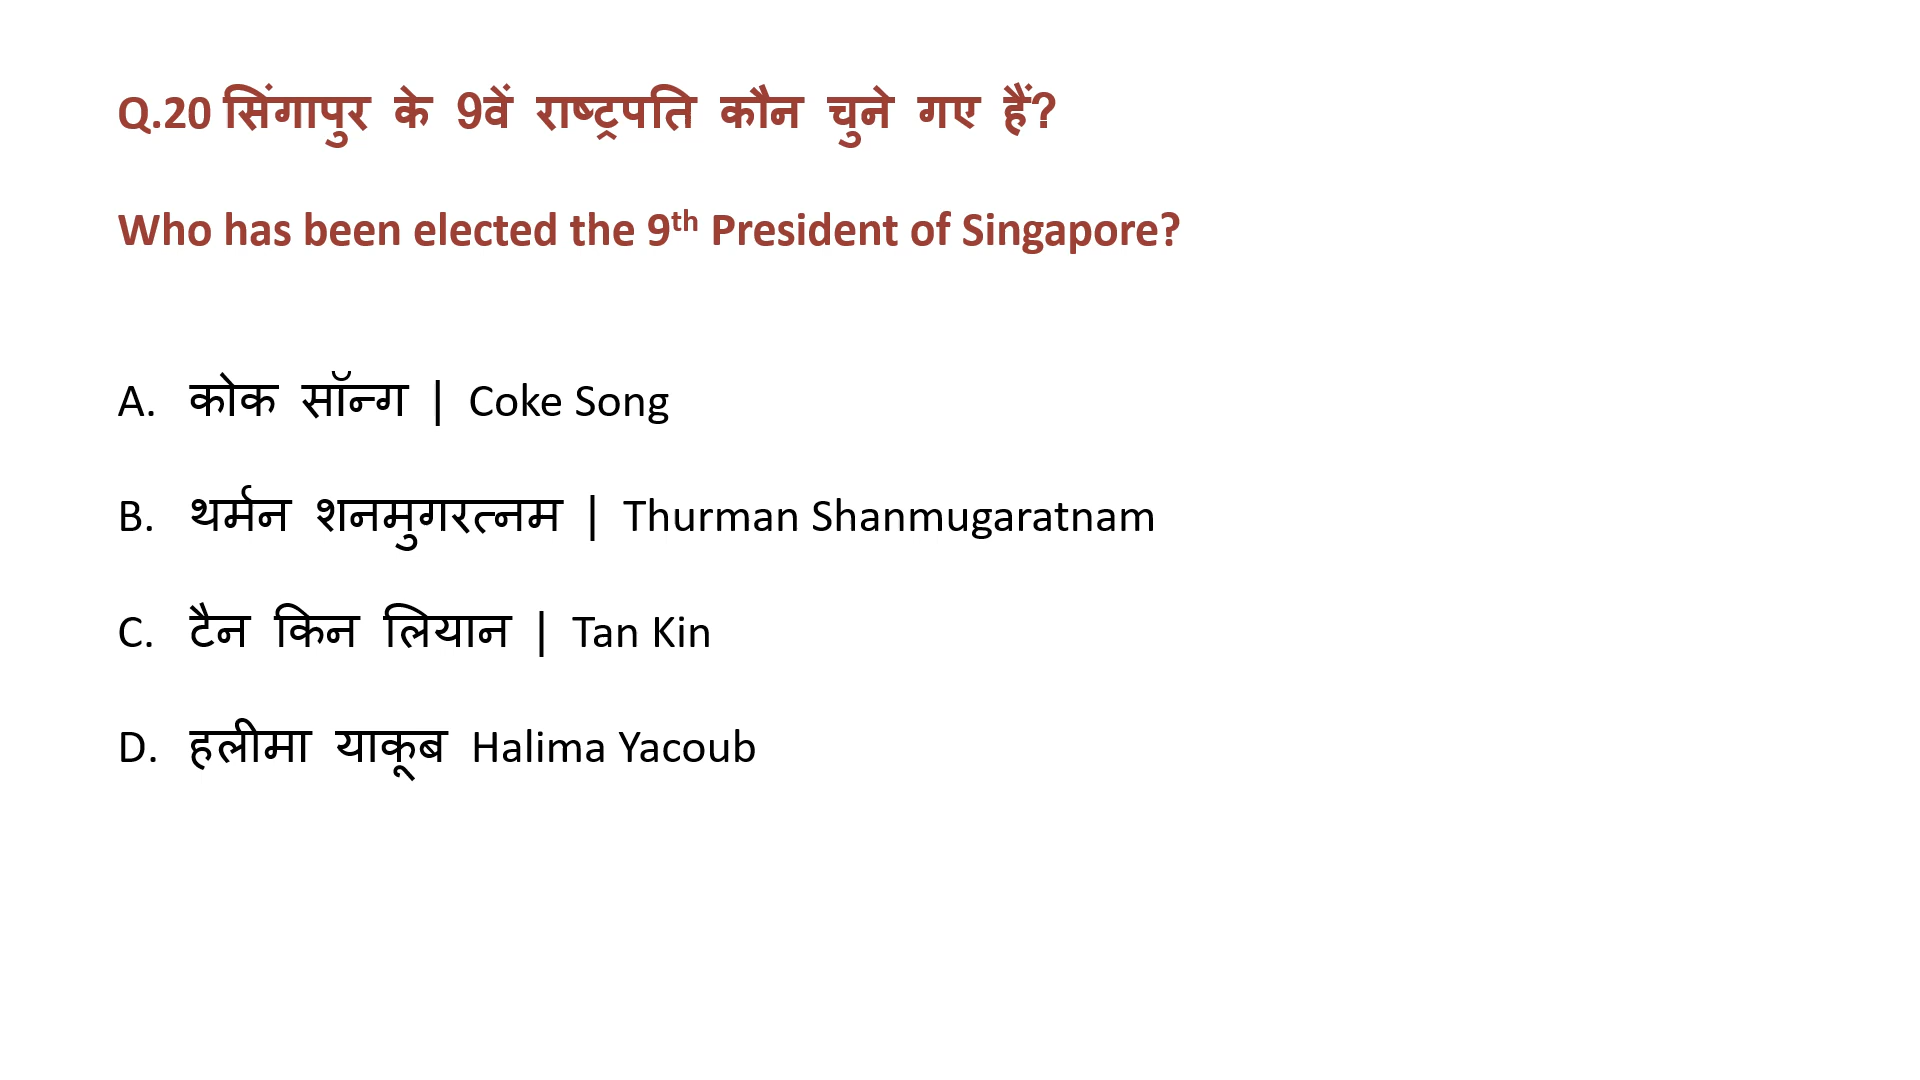 Q.20 सिंगापुर के 9वें राष्ट्रपति कौन चुने गए हैं?
Who has been elected the 9th President of Singapore?
A. कोक सॉन्ग | Coke Song
B. थर्मन शनमुगरत्नम | Thurman Shanmugaratnam
C. टैन किन लियान | Tan Kin
D. हलीमा याकूब Halima Yacoub